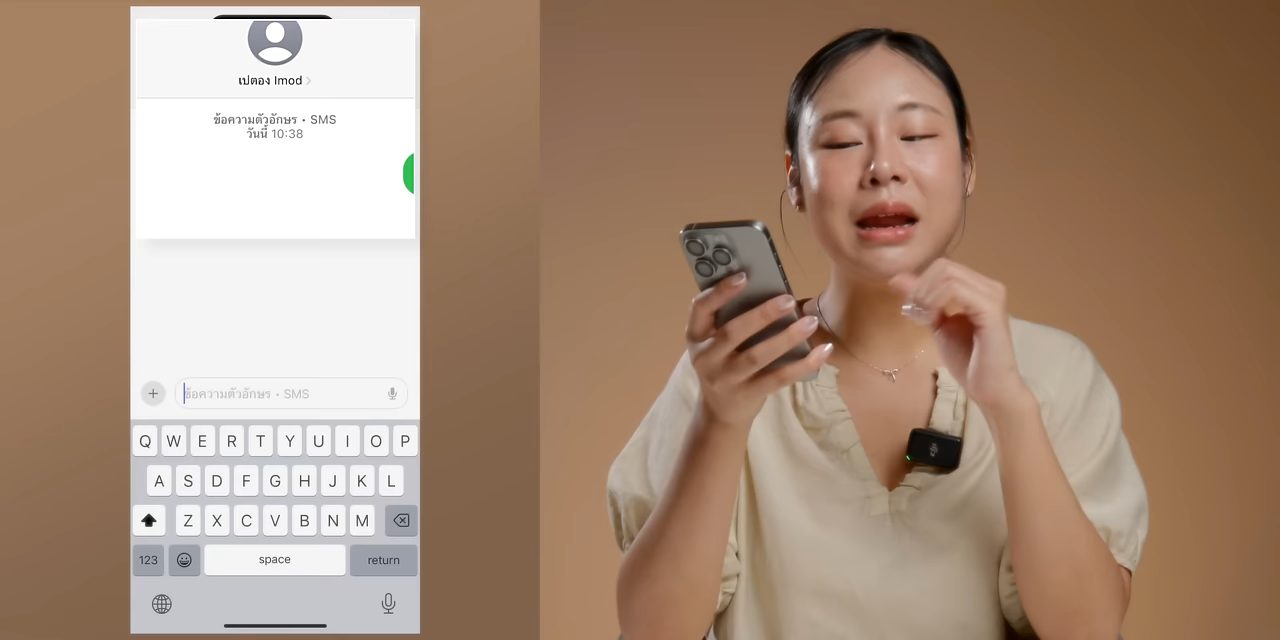 เปตอง Imod
ข้อความตัวอักษร • SMS
วันนี้ 10:38
ข้อความตัวอักษร • SMS
Q W E R T Y U I O P
A S D F G H J K L
Z X C V B N M
123 space return